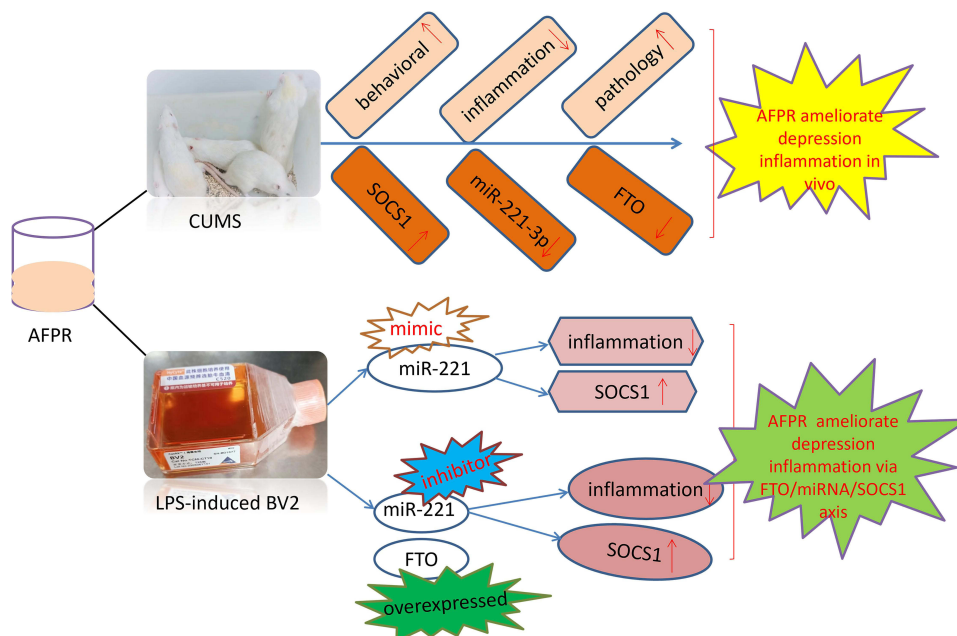 behavioral
inflammation
pathology
SOCS1
miR-221-3p
FTO
AFPR ameliorate
depression
inflammation in
vivo
CUMS
AFPR
BV2
LPS-induced BV2
mimic
miR-221
inflammation
SOCS1
inhibitor
miR-221
FTO
overexpressed
inflammation
SOCS1
AFPR ameliorate
depression
inflammation via
FTO/miRNA/SOCS1
axis